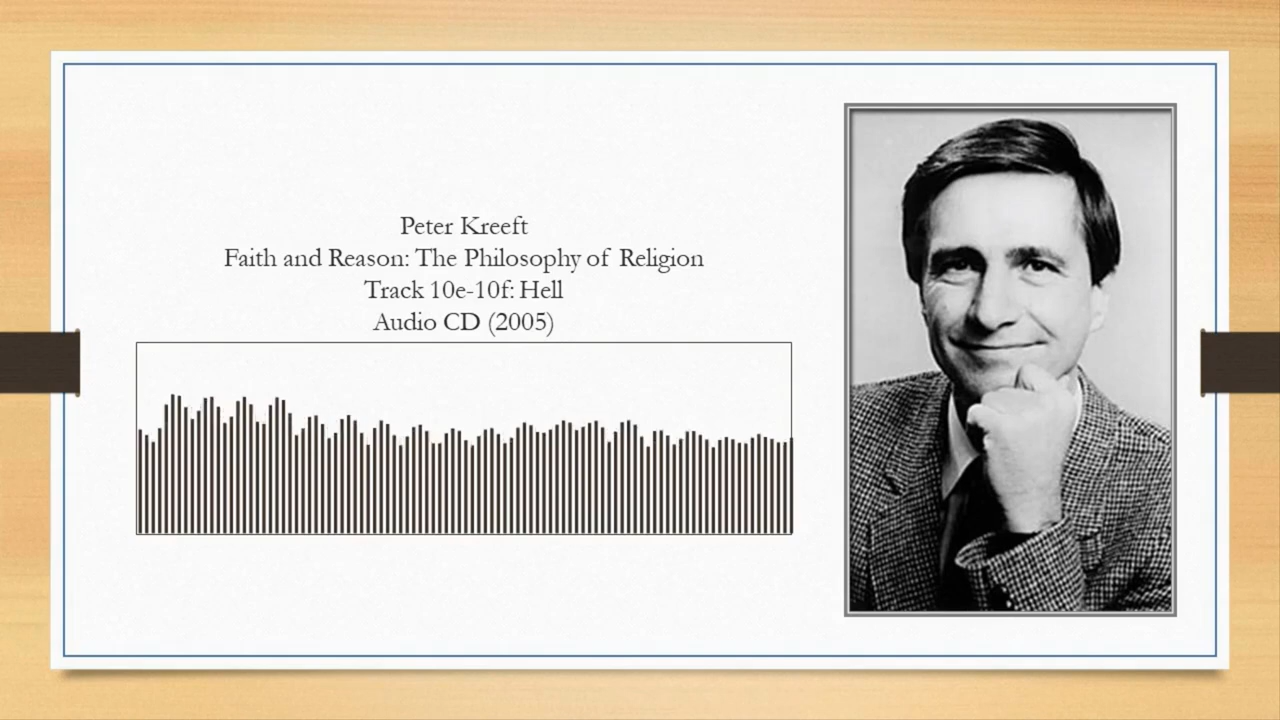 Peter Kreeft
Faith and Reason: The Philosophy of Religion
Track 10e-10f: Hell
Audio CD (2005)